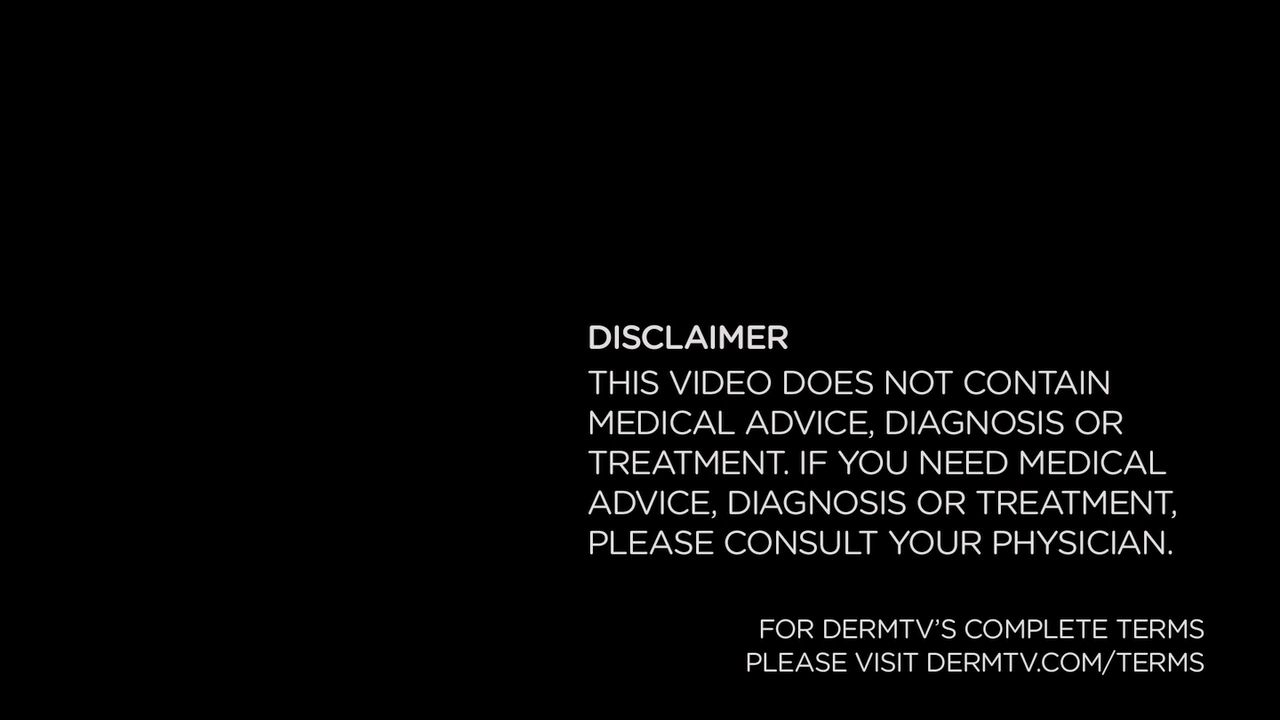 DISCLAIMER
THIS VIDEO DOES NOT CONTAIN
MEDICAL ADVICE, DIAGNOSIS OR
TREATMENT. IF YOU NEED MEDICAL
ADVICE, DIAGNOSIS OR TREATMENT,
PLEASE CONSULT YOUR PHYSICIAN.
FOR DERMTV’S COMPLETE TERMS
PLEASE VISIT DERMTV.COM/TERMS